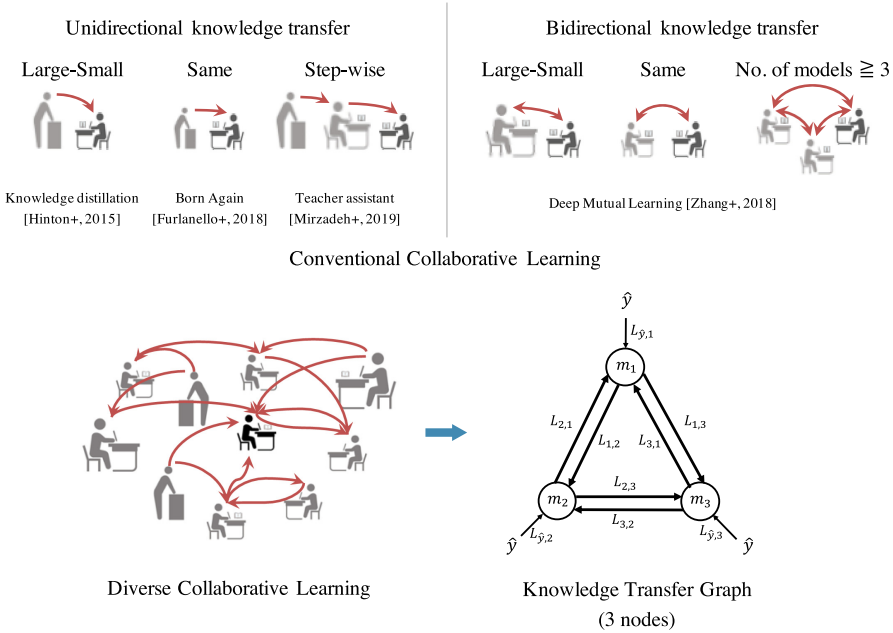 Unidirectional knowledge transfer
Bidirectional knowledge transfer
Large-Small
Same
Step-wise
Large-Small
Same
No. of models ≧ 3
Knowledge distillation
[Hinton+, 2015]
Born Again
[Furlanello+, 2018]
Teacher assistant
[Mirzadeh+, 2019]
Deep Mutual Learning [Zhang+, 2018]
Conventional Collaborative Learning
ŷ
L_{ŷ,1}
m_1
L_{2,1}
L_{1,2}
L_{3,1}
L_{1,3}
m_2
L_{2,3}
m_3
L_{3,2}
ŷ
L_{ŷ,2}
L_{ŷ,3}
ŷ
Diverse Collaborative Learning
Knowledge Transfer Graph
(3 nodes)